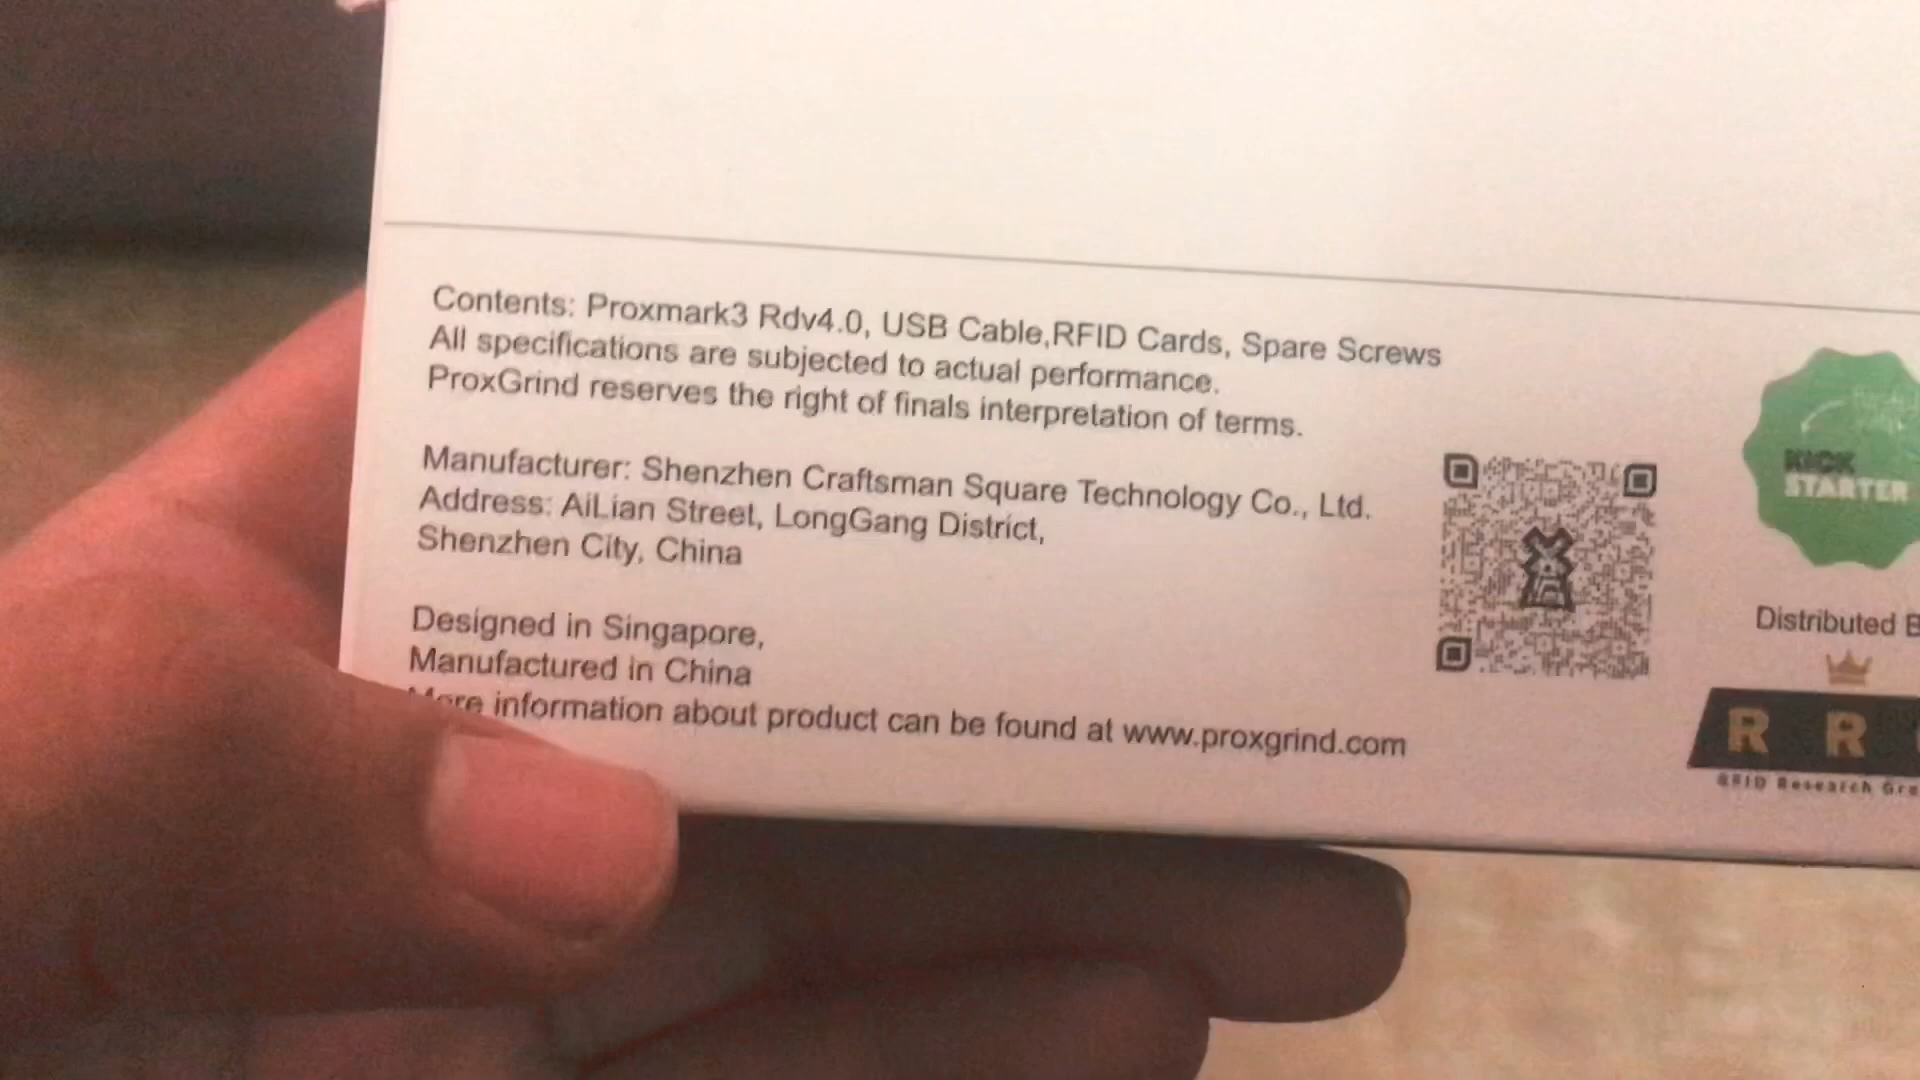 Contents: Proxmark3 Rdv4.0, USB Cable,RFID Cards, Spare Screws
All specifications are subjected to actual performance.
ProxGrind reserves the right of finals interpretation of terms.
Manufacturer: Shenzhen Craftsman Square Technology Co., Ltd.
Address: AiLian Street, LongGang District,
Shenzhen City, China
Designed in Singapore,
Manufactured in China
More information about product can be found at www.proxgrind.com
KICK
STARTER
Distributed
R R
RFID Research